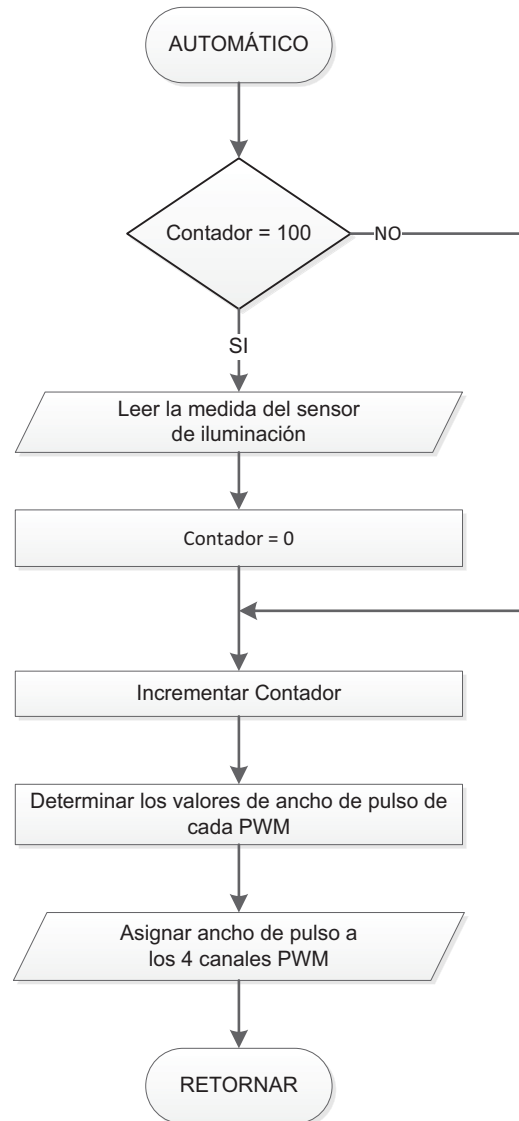 AUTOMÁTICO
Contador = 100
NO
SI
Leer la medida del sensor
de iluminación
Contador = 0
Incrementar Contador
Determinar los valores de ancho de pulso de
cada PWM
Asignar ancho de pulso a
los 4 canales PWM
RETORNAR